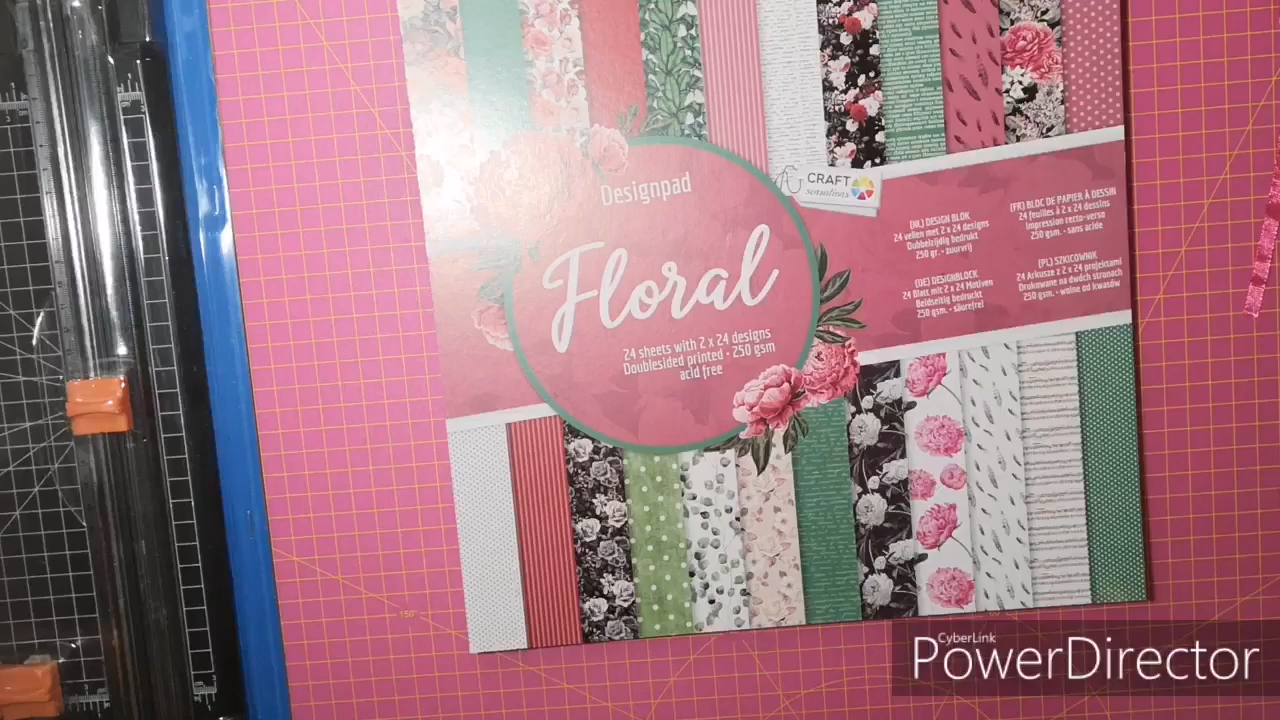 Designpad
Floral
24 sheets with 2 x 24 designs
Doublesided printed • 250 gsm
acid free
CRAFT
sensations
(NL) DESIGN BLOK
24 vellen met 2 x 24 designs
Dubbelzijdig bedrukt
250 gr. • zuurvrij
(FR) BLOC DE PAPIER À DESSIN
24 feuilles à 2 x 24 dessins
Impression recto-verso
250 gsm. • sans acide
(DE) DESIGNBLOCK
24 Blatt mit 2 x 24 Motiven
Beidseitig bedruckt
250 gsm. • säurefrei
(PL) SZKICOWNIK
24 Arkusze z 2 x 24 projektami
Drukowane na dwóch stronach
250 gsm. • wolne od kwasów
150°
CyberLink
PowerDirector